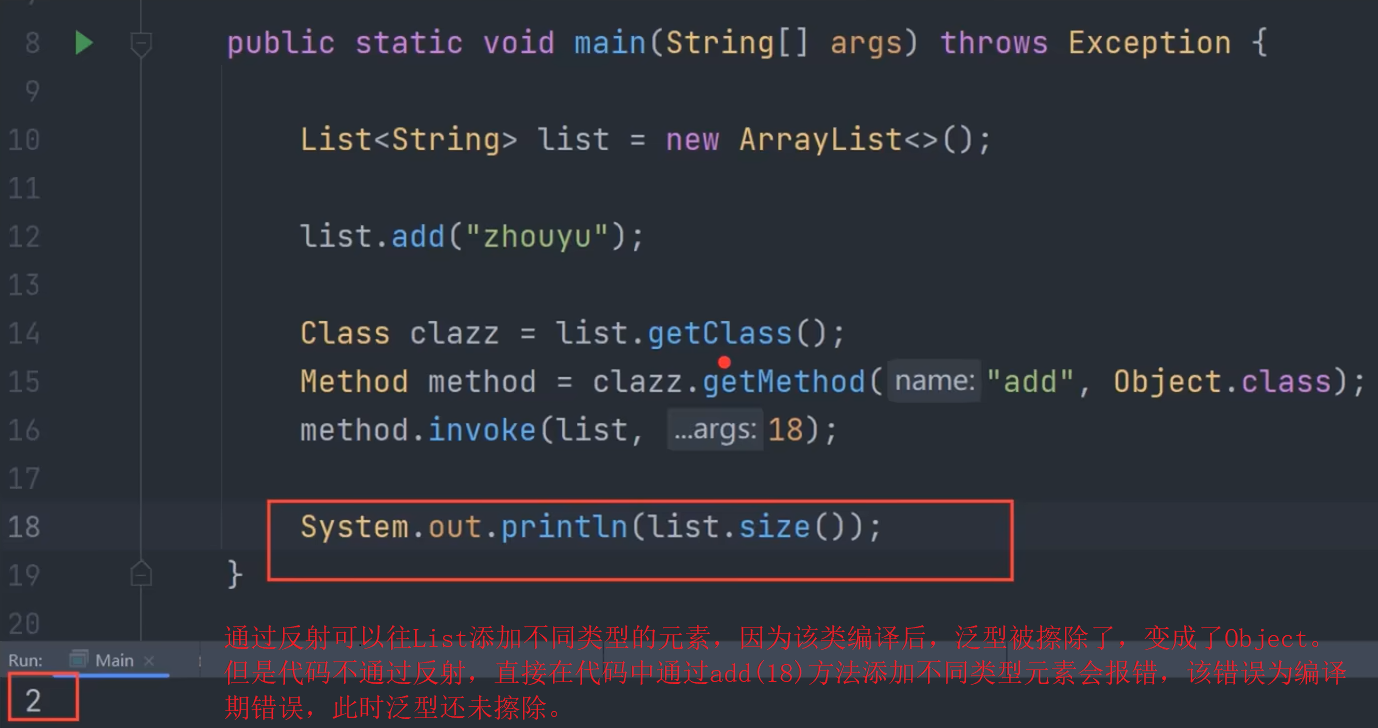 8 public static void main(String[] args) throws Exception {
9
10 List<String> list = new ArrayList<>();
11
12 list.add("zhouyu");
13
14 Class clazz = list.getClass();
15 Method method = clazz.getMethod( name: "add", Object.class);
16 method.invoke(list, ...args: 18);
17
18 System.out.println(list.size());
19 }
20
通过反射可以往List添加不同类型的元素，因为该类编译后，泛型被擦除了，变成了Object。
Run: Main ×
但是代码不通过反射，直接在代码中通过add(18)方法添加不同类型元素会报错，该错误为编译
2
期错误，此时泛型还未擦除。